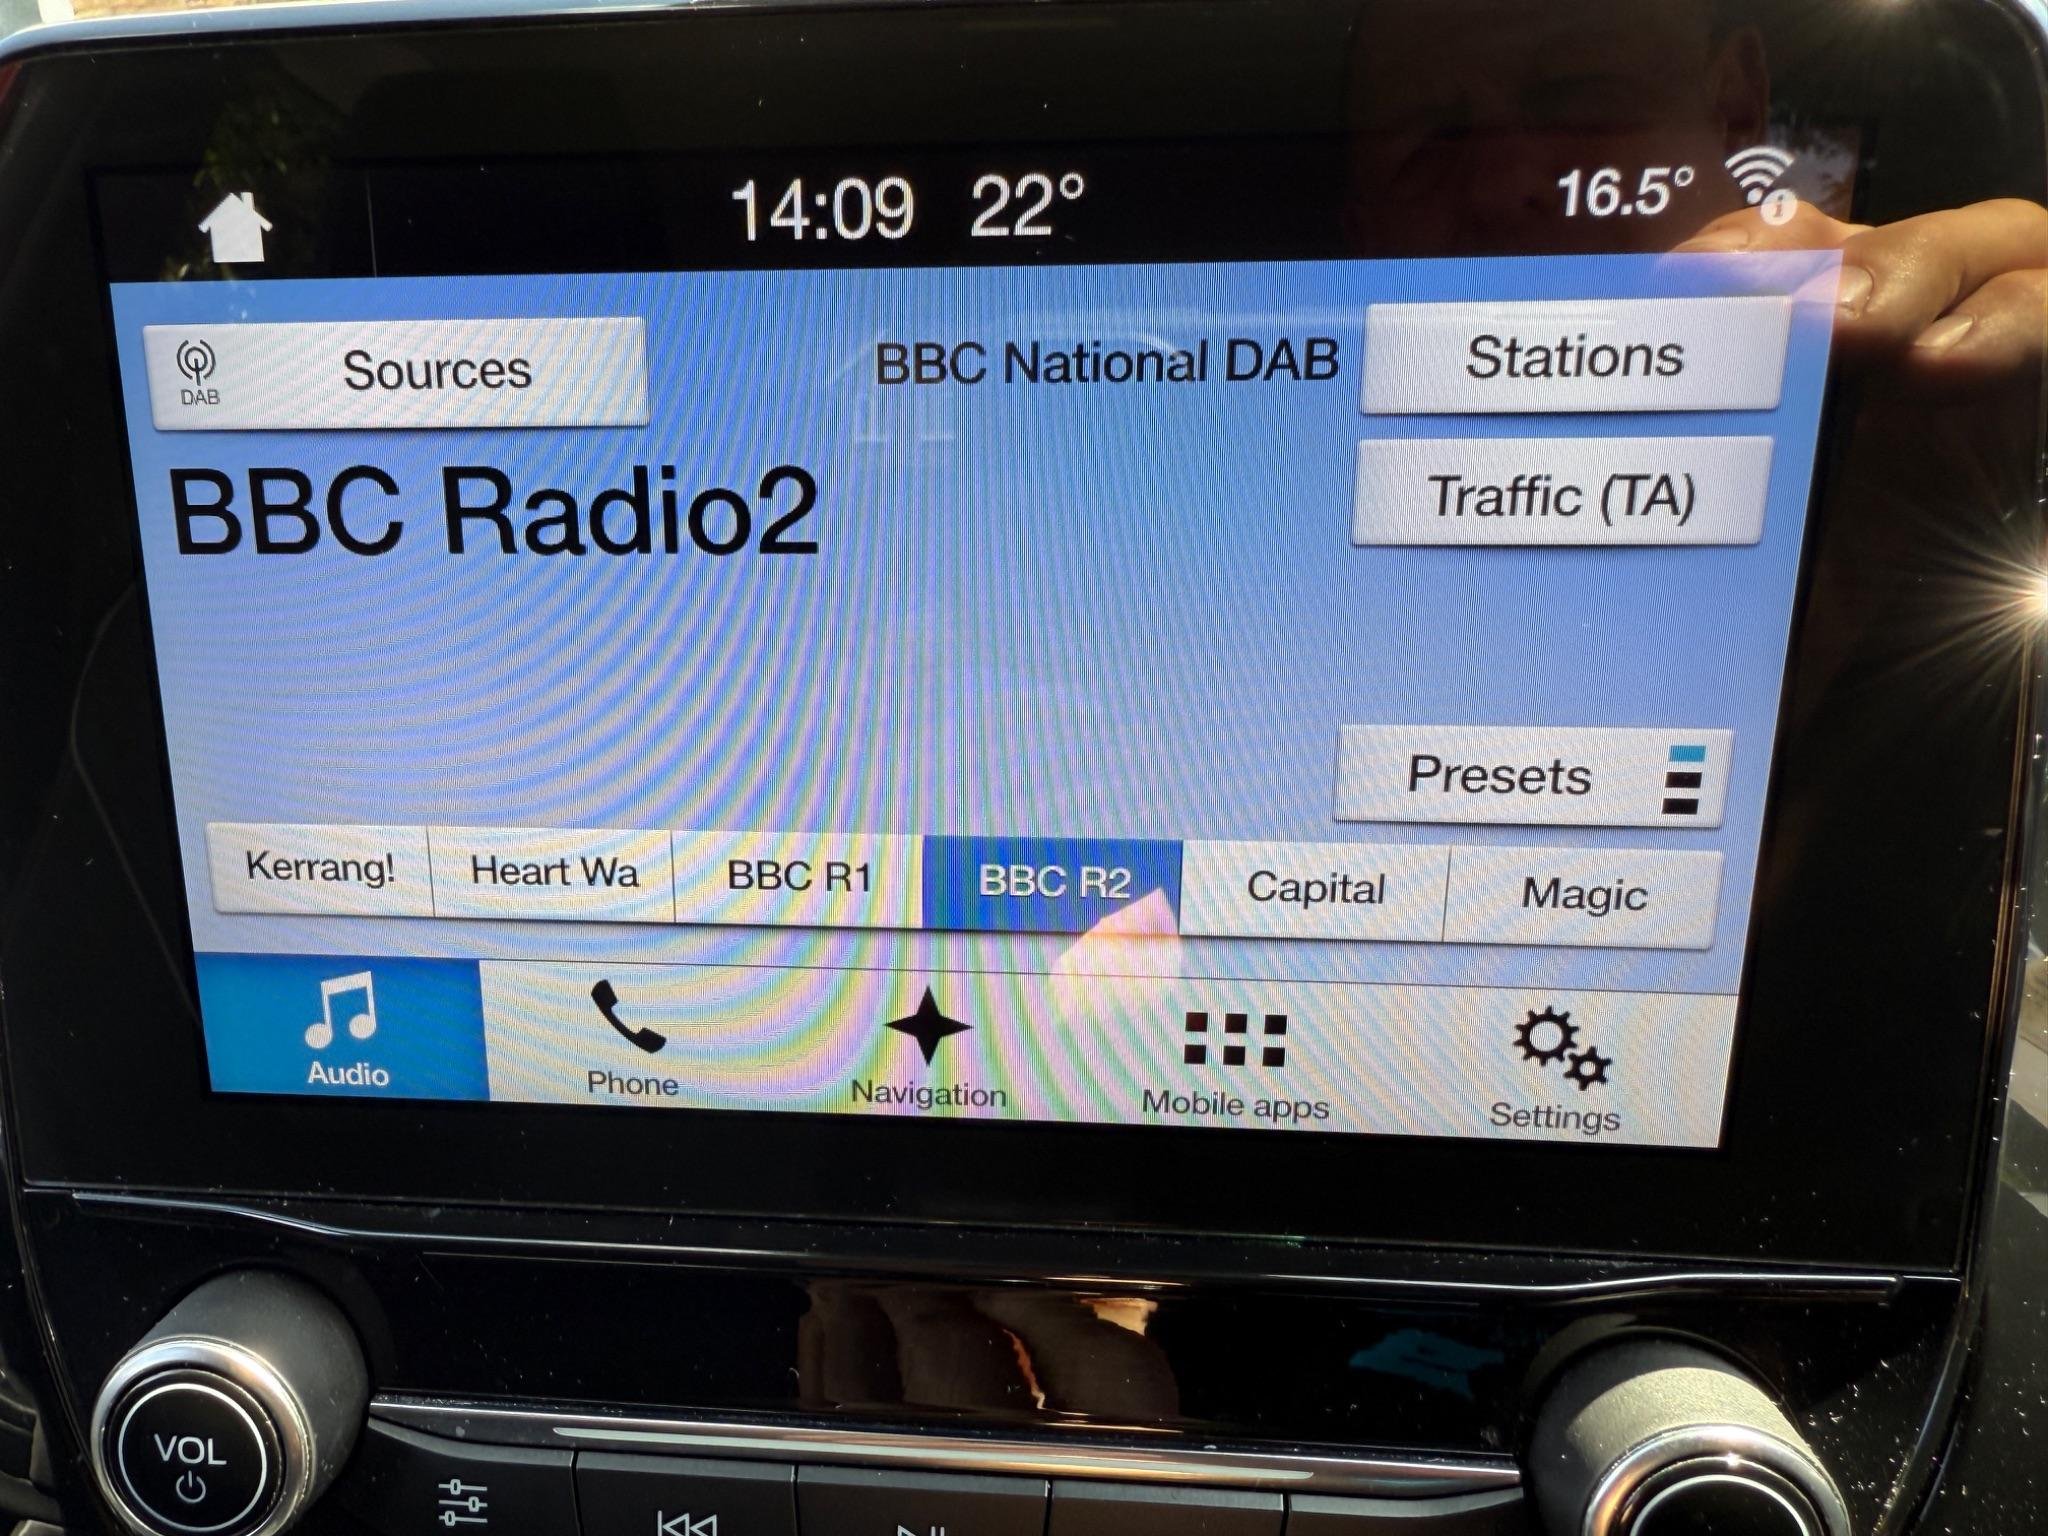 14:09 22° 16.5°
Sources
DAB
BBC National DAB
Stations
BBC Radio2
Traffic (TA)
Presets
Kerrang! Heart Wa BBC R1 BBC R2 Capital Magic
Audio Phone Navigation Mobile apps Settings
VOL